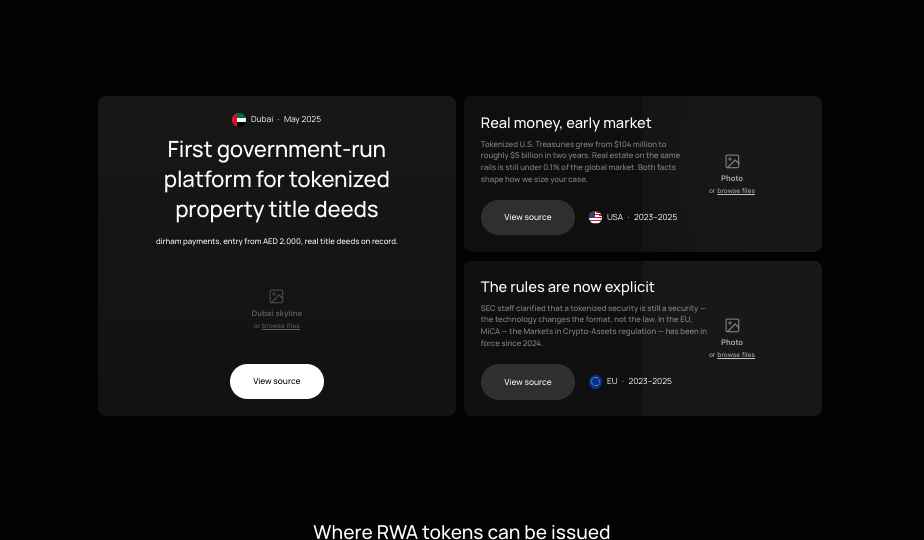 Dubai · May 2025
First government-run
platform for tokenized
property title deeds
dirham payments, entry from AED 2,000, real title deeds on record.
Dubai skyline
or browse files
View source
Real money, early market
Tokenized U.S. Treasuries grew from $104 million to
roughly $5 billion in two years. Real estate on the same
rails is still under 0.1% of the global market. Both facts
shape how we size your case.
View source
USA · 2023–2025
Photo
or browse files
The rules are now explicit
SEC staff clarified that a tokenized security is still a security —
the technology changes the format, not the law. In the EU,
MiCA — the Markets in Crypto-Assets regulation — has been in
force since 2024.
View source
EU · 2023–2025
Photo
or browse files
Where RWA tokens can be issued